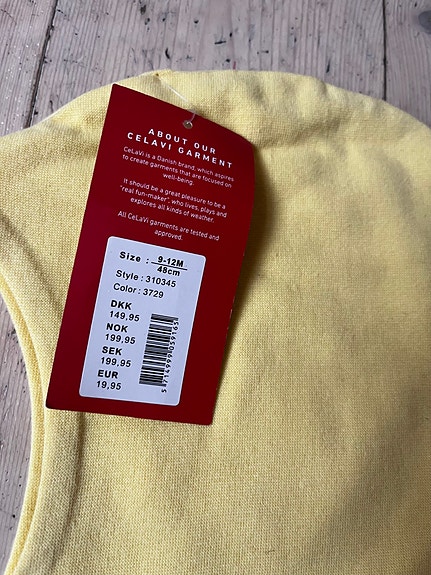 ABOUT OUR
CELAVI GARMENT
CeLaVi is a Danish brand, which aspires
to create garments that are focused on
well-being.
It should be a great pleasure to be a
"real fun-maker", who lives, plays and
explores all kinds of weather.
All CeLaVi garments are tested and
approved.
Size : 9-12M
48cm
Style : 310345
Color : 3729
DKK
149,95
NOK
199,95
SEK
199,95
EUR
19,95
5714999059165